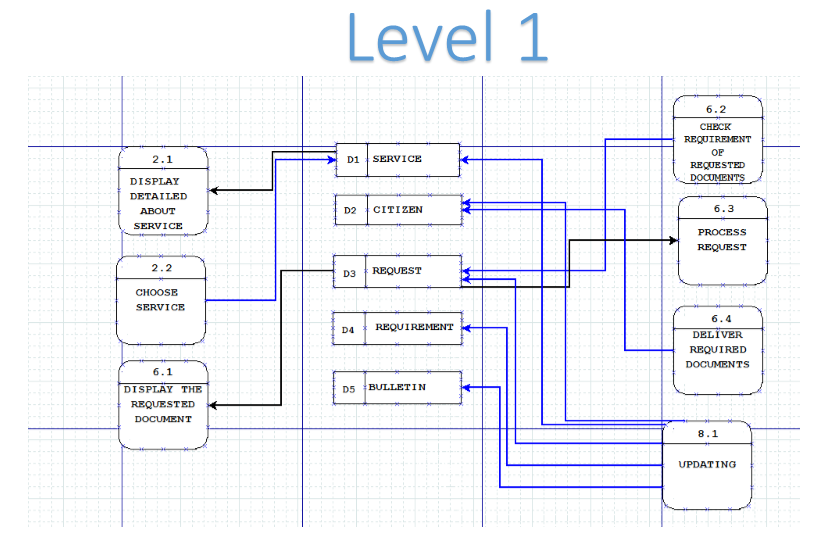 Level 1
2.1
DISPLAY
DETAILED
ABOUT
SERVICE
2.2
CHOOSE
SERVICE
6.1
DISPLAY THE
REQUESTED
DOCUMENT
D1 SERVICE
D2 CITIZEN
D3 REQUEST
D4 REQUIREMENT
D5 BULLETIN
6.2
CHECK
REQUIREMENT
OF
REQUESTED
DOCUMENTS
6.3
PROCESS
REQUEST
6.4
DELIVER
REQUIRED
DOCUMENTS
8.1
UPDATING